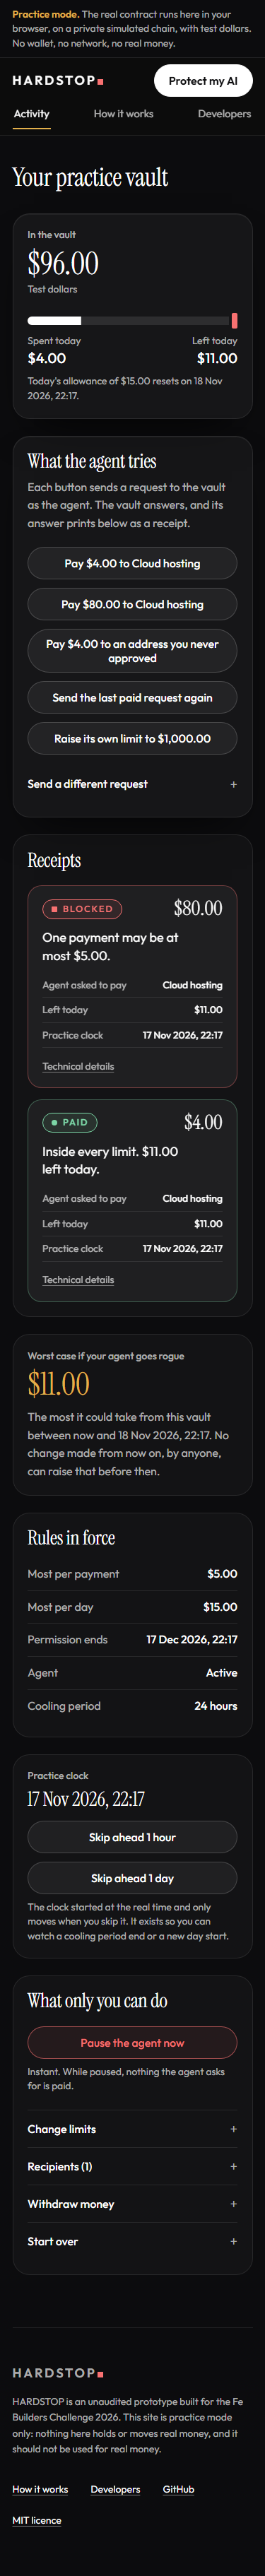 Practice mode. The real contract runs here in your
browser, on a private simulated chain, with test dollars.
No wallet, no network, no real money.
HARDSTOP
Protect my AI
Activity
How it works
Developers
Your practice vault
In the vault
$96.00
Test dollars
Spent today
Left today
$4.00
$11.00
Today's allowance of $15.00 resets on 18 Nov
2026, 22:17.
What the agent tries
Each button sends a request to the vault
as the agent. The vault answers, and its
answer prints below as a receipt.
Pay $4.00 to Cloud hosting
Pay $80.00 to Cloud hosting
Pay $4.00 to an address you never
approved
Send the last paid request again
Raise its own limit to $1,000.00
Send a different request +
Receipts
BLOCKED
$80.00
One payment may be at
most $5.00.
Agent asked to pay Cloud hosting
Left today $11.00
Practice clock 17 Nov 2026, 22:17
Technical details
PAID
$4.00
Inside every limit. $11.00
left today.
Agent asked to pay Cloud hosting
Left today $11.00
Practice clock 17 Nov 2026, 22:17
Technical details
Worst case if your agent goes rogue
$11.00
The most it could take from this vault
between now and 18 Nov 2026, 22:17. No
change made from now on, by anyone,
can raise that before then.
Rules in force
Most per payment $5.00
Most per day $15.00
Permission ends 17 Dec 2026, 22:17
Agent Active
Cooling period 24 hours
Practice clock
17 Nov 2026, 22:17
Skip ahead 1 hour
Skip ahead 1 day
The clock started at the real time and only
moves when you skip it. It exists so you can
watch a cooling period end or a new day start.
What only you can do
Pause the agent now
Instant. While paused, nothing the agent asks
for is paid.
Change limits +
Recipients (1) +
Withdraw money +
Start over +
HARDSTOP
HARDSTOP is an unaudited prototype built for the Fe
Builders Challenge 2026. This site is practice mode
only: nothing here holds or moves real money, and it
should not be used for real money.
How it works
Developers
GitHub
MIT licence